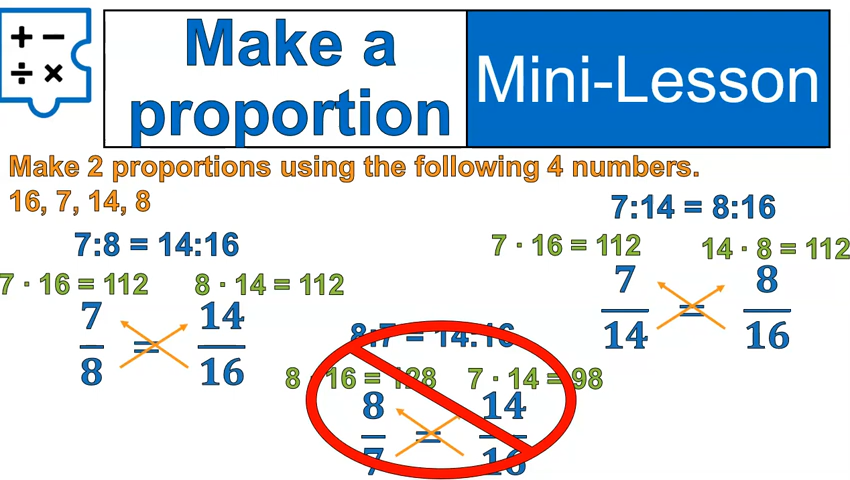 + −
÷ ×
Make a
proportion
Mini-Lesson
Make 2 proportions using the following 4 numbers.
16, 7, 14, 8
7:8 = 14:16
7 · 16 = 112 8 · 14 = 112
7/8 = 14/16
8:7 = 14:16
8 · 16 = 128 7 · 14 = 98
8/7 = 14/16
7:14 = 8:16
7 · 16 = 112 14 · 8 = 112
7/14 = 8/16